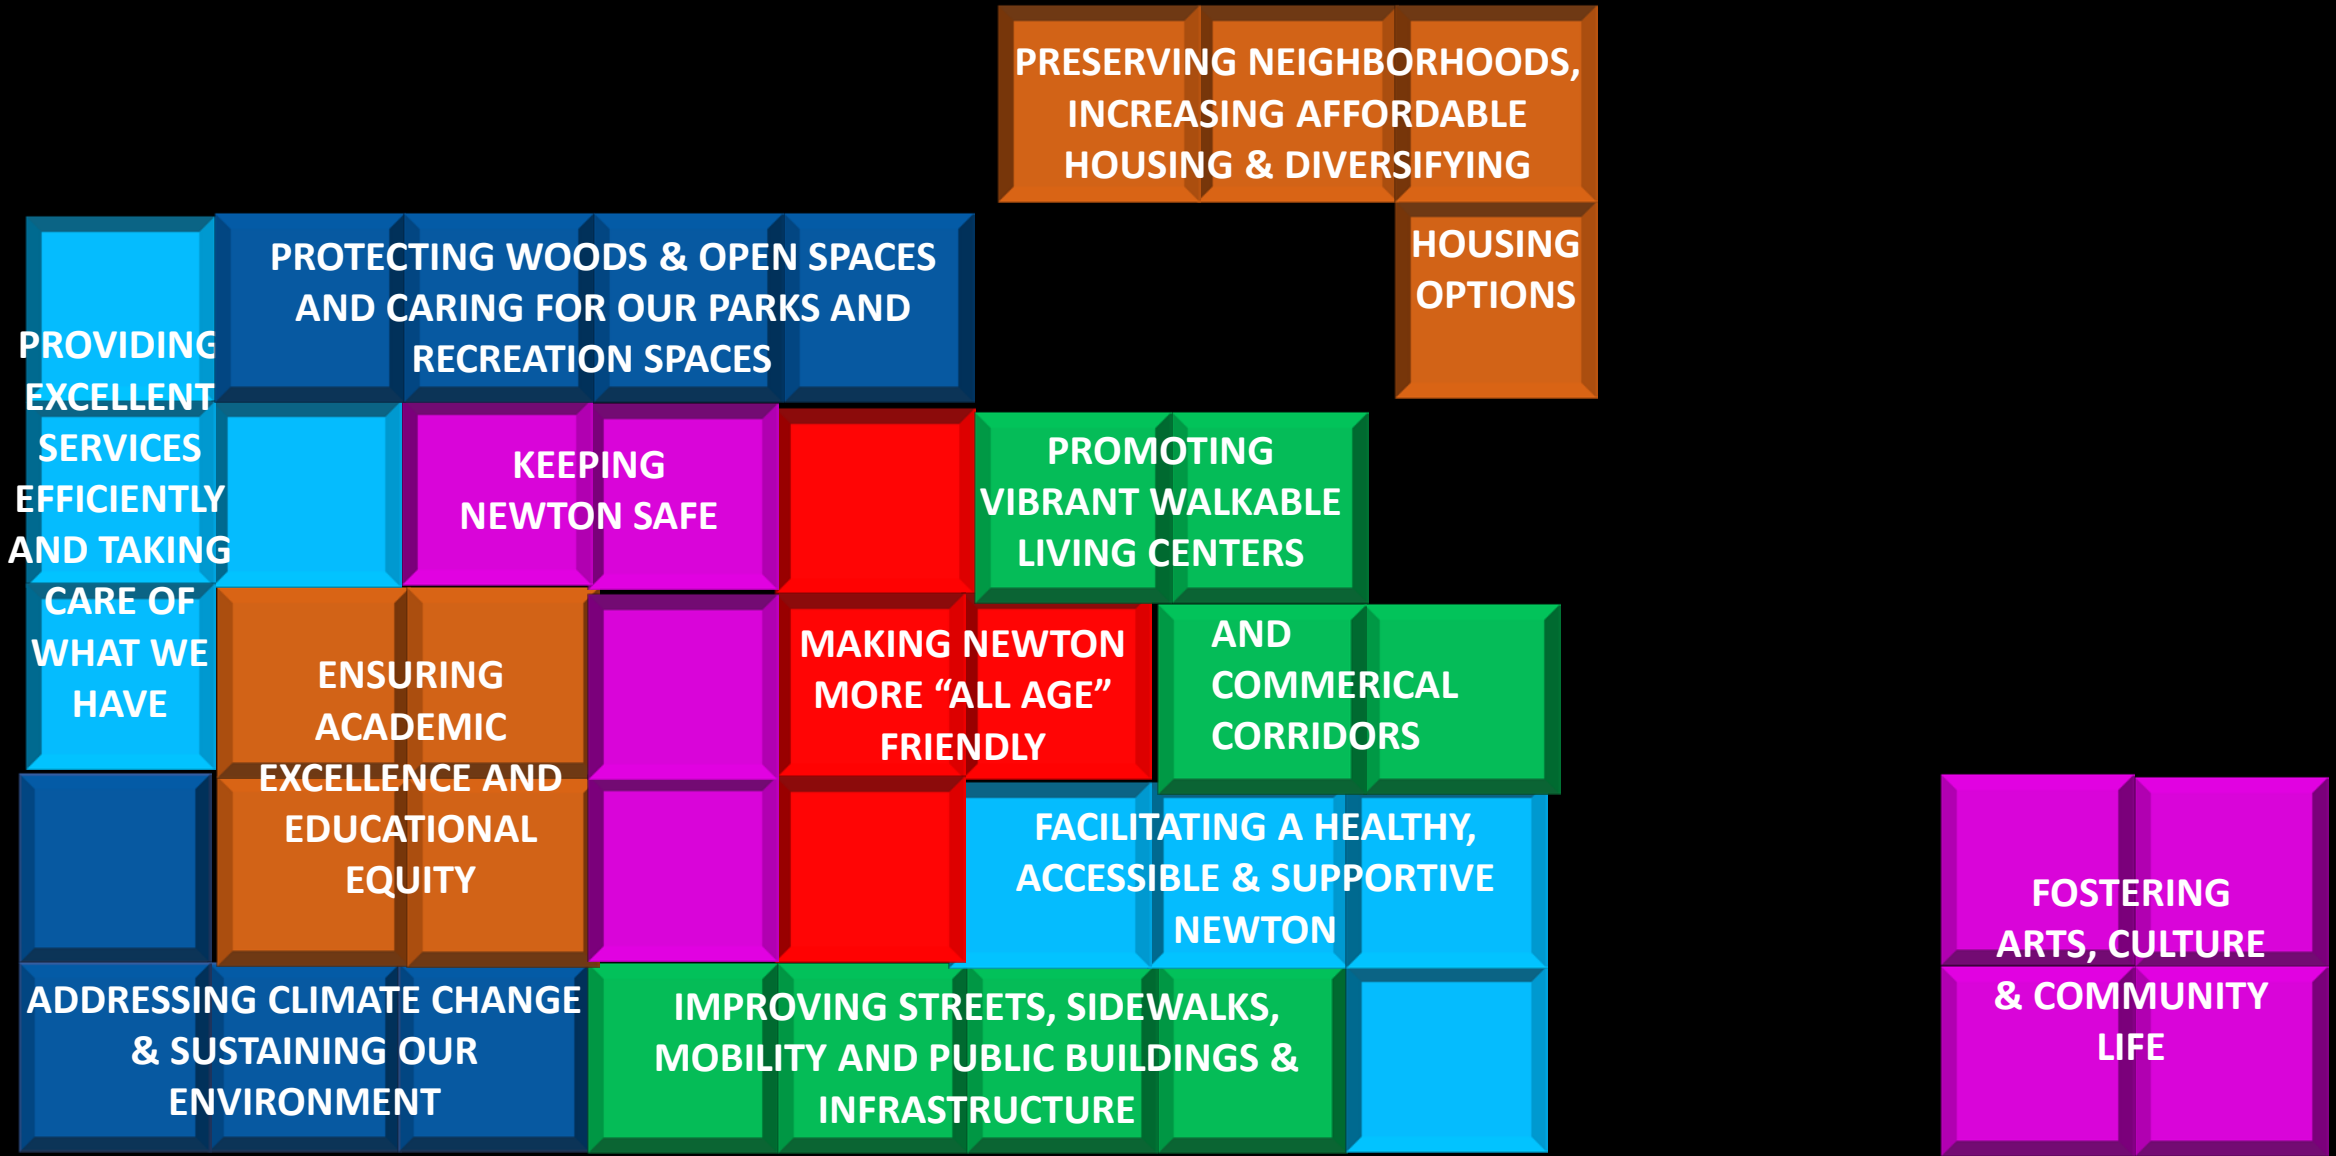 PRESERVING NEIGHBORHOODS,
INCREASING AFFORDABLE
HOUSING & DIVERSIFYING
HOUSING
OPTIONS
PROTECTING WOODS & OPEN SPACES
AND CARING FOR OUR PARKS AND
RECREATION SPACES
PROVIDING
EXCELLENT
SERVICES
EFFICIENTLY
AND TAKING
CARE OF
WHAT WE
HAVE
KEEPING
NEWTON SAFE
PROMOTING
VIBRANT WALKABLE
LIVING CENTERS
AND
COMMERICAL
CORRIDORS
MAKING NEWTON
MORE “ALL AGE”
FRIENDLY
ENSURING
ACADEMIC
EXCELLENCE AND
EDUCATIONAL
EQUITY
FACILITATING A HEALTHY,
ACCESSIBLE & SUPPORTIVE
NEWTON
FOSTERING
ARTS, CULTURE
& COMMUNITY
LIFE
ADDRESSING CLIMATE CHANGE
& SUSTAINING OUR
ENVIRONMENT
IMPROVING STREETS, SIDEWALKS,
MOBILITY AND PUBLIC BUILDINGS &
INFRASTRUCTURE